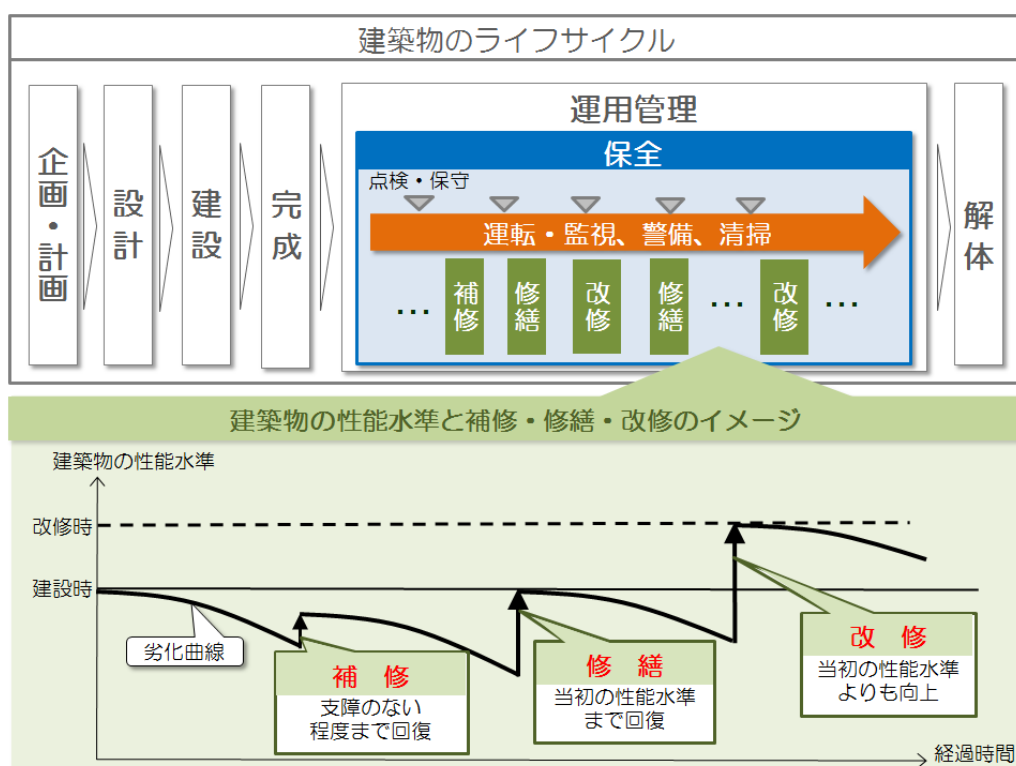 建築物のライフサイクル
企画・計画
設計
建設
完成
運用管理
保全
点検・保守
運転・監視、警備、清掃
…
補修
修繕
改修
修繕
…
改修
…
解体
建築物の性能水準と補修・修繕・改修のイメージ
建築物の性能水準
改修時
建設時
劣化曲線
補 修
支障のない
程度まで回復
修 繕
当初の性能水準
まで回復
改 修
当初の性能水準
よりも向上
経過時間